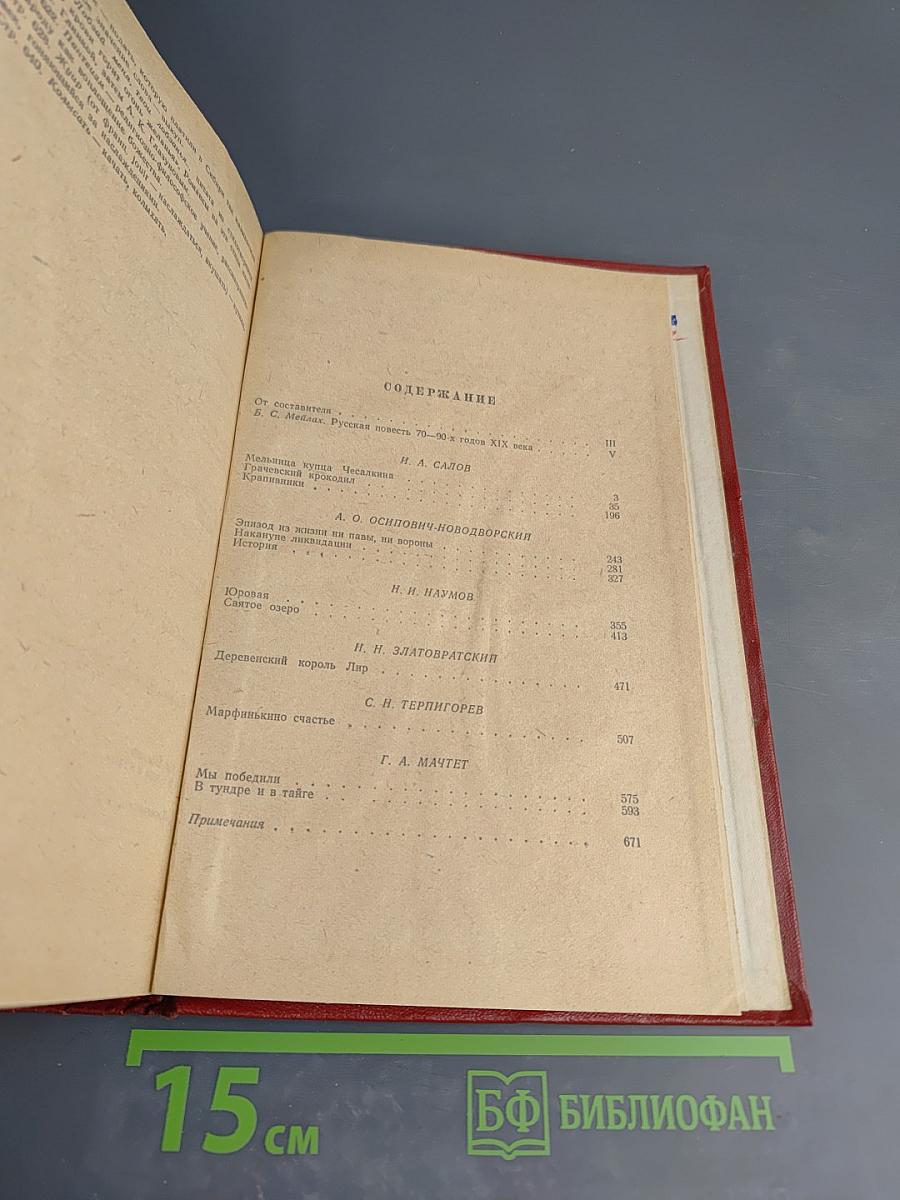 СОДЕРЖАНИЕ
От составителя . . . . . . . . . . . . . . . . . . III
Б. С. Мейлах. Русская повесть 70—90-х годов XIX века . . . . . V
И. А. САЛОВ
Мельница купца Чесалкина . . . . . . . . . . . . 3
Грачевский крокодил . . . . . . . . . . . . . . 35
Крапивники . . . . . . . . . . . . . . . . . 196
А. О. ОСИПОВИЧ-НОВОДВОРСКИЙ
Эпизод из жизни ни павы, ни вороны . . . . . . . . . 243
Накануне ликвидации . . . . . . . . . . . . . . 281
История . . . . . . . . . . . . . . . . . . . 327
Н. И. НАУМОВ
Юровая . . . . . . . . . . . . . . . . . . . 355
Святое озеро . . . . . . . . . . . . . . . . . 413
Н. Н. ЗЛАТОВРАТСКИЙ
Деревенский король Лир . . . . . . . . . . . . . 471
С. Н. ТЕРПИГОРЕВ
Марфинькино счастье . . . . . . . . . . . . . . 507
Г. А. МАЧТЕТ
Мы победили . . . . . . . . . . . . . . . . . 575
В тундре и в тайге . . . . . . . . . . . . . . . 593
Примечания . . . . . . . . . . . . . . . . . . 671
15 см
БФ БИБЛИОФАН